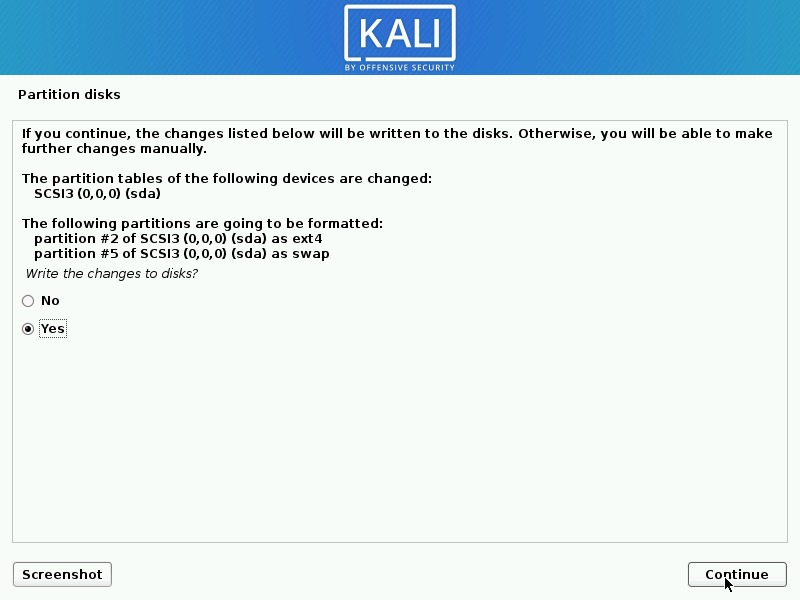 KALI
BY OFFENSIVE SECURITY
Partition disks
If you continue, the changes listed below will be written to the disks. Otherwise, you will be able to make
further changes manually.
The partition tables of the following devices are changed:
SCSI3 (0,0,0) (sda)
The following partitions are going to be formatted:
partition #2 of SCSI3 (0,0,0) (sda) as ext4
partition #5 of SCSI3 (0,0,0) (sda) as swap
Write the changes to disks?
No
Yes
Screenshot
Continue